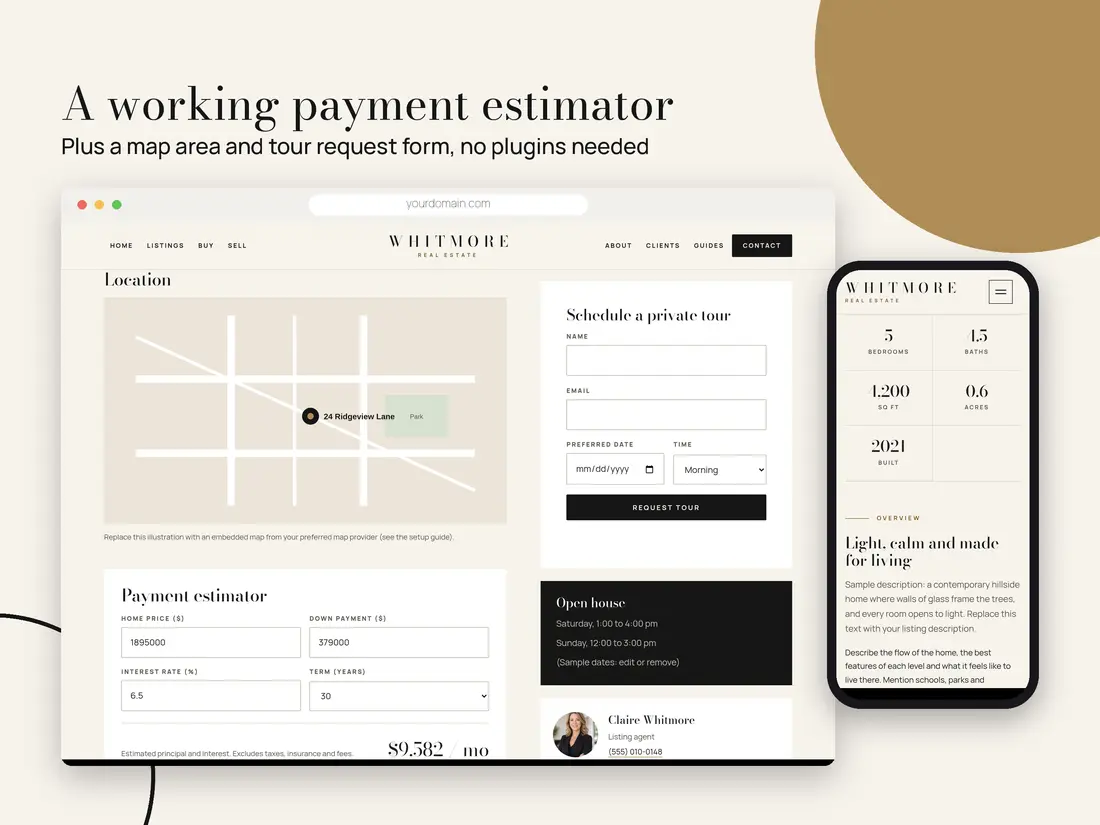 A working payment estimator
Plus a map area and tour request form, no plugins needed
yourdomain.com
HOME LISTINGS BUY SELL
WHITMORE
REAL ESTATE
ABOUT CLIENTS GUIDES CONTACT
Location
24 Ridgeview Lane
Park
Replace this illustration with an embedded map from your preferred map provider (see the setup guide).
Payment estimator
HOME PRICE ($) DOWN PAYMENT ($)
1895000 379000
INTEREST RATE (%) TERM (YEARS)
6.5 30
Estimated principal and interest. Excludes taxes, insurance and fees.
$9,582 / mo
Schedule a private tour
NAME
EMAIL
PREFERRED DATE TIME
mm/dd/yyyy Morning
REQUEST TOUR
Open house
Saturday, 1:00 to 4:00 pm
Sunday, 12:00 to 3:00 pm
(Sample dates: edit or remove)
Claire Whitmore
Listing agent
(555) 010-0148
WHITMORE
REAL ESTATE
5 4.5
BEDROOMS BATHS
4,200 0.6
SQ FT ACRES
2021
BUILT
OVERVIEW
Light, calm and made
for living
Sample description: a contemporary hillside
home where walls of glass frame the trees,
and every room opens to light. Replace this
text with your listing description.
Describe the flow of the home, the best
features of each level and what it feels like to
live there. Mention schools, parks and